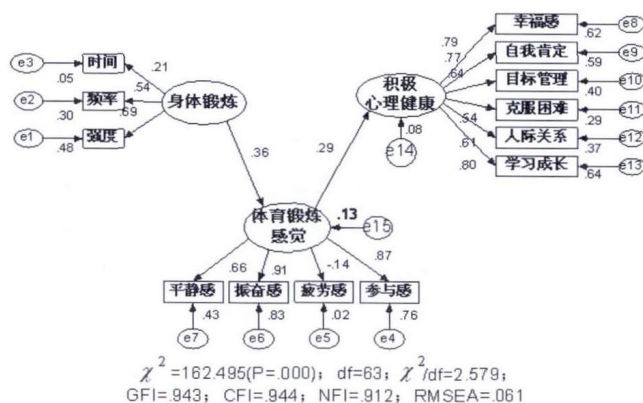 幸福感
e8
.62
.79
自我肯定
e9
.59
.77
目标管理
e10
.40
.64
克服困难
e11
.29
.54
人际关系
e12
.37
.61
学习成长
e13
.64
.80
e3
时间
.05
.21
e2
频率
.30
.54
e1
强度
.48
.69
身体锻炼
积极
心理健康
.08
e14
.36
.29
体育锻炼
感觉
.13
e15
.66
.91
-.14
.87
平静感
振奋感
疲劳感
参与感
.43
.83
.02
.76
e7
e6
e5
e4
χ²=162.495(P=.000); df=63; χ²/df=2.579;
GFI=.943; CFI=.944; NFI=.912; RMSEA=.061